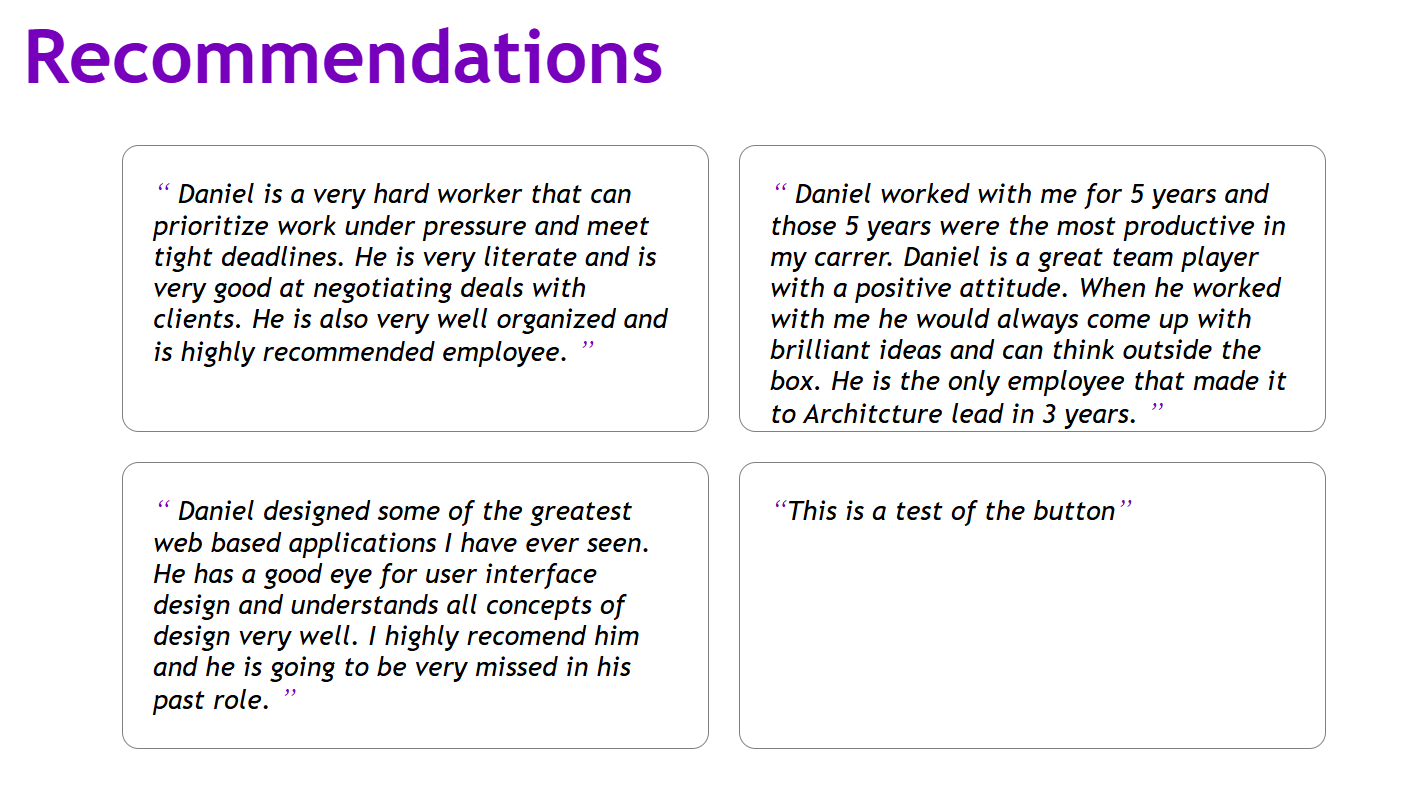 Recommendations
“ Daniel is a very hard worker that can
prioritize work under pressure and meet
tight deadlines. He is very literate and is
very good at negotiating deals with
clients. He is also very well organized and
is highly recommended employee. ”
“ Daniel worked with me for 5 years and
those 5 years were the most productive in
my carrer. Daniel is a great team player
with a positive attitude. When he worked
with me he would always come up with
brilliant ideas and can think outside the
box. He is the only employee that made it
to Architcture lead in 3 years. ”
“ Daniel designed some of the greatest
web based applications I have ever seen.
He has a good eye for user interface
design and understands all concepts of
design very well. I highly recomend him
and he is going to be very missed in his
past role. ”
“This is a test of the button”